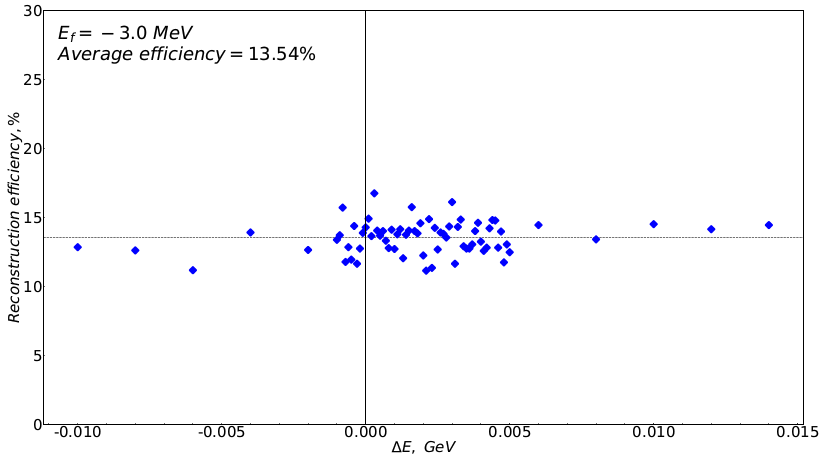 30
E_f = −3.0 MeV
Average efficiency = 13.54%
25
20
15
10
5
0
Reconstruction efficiency, %
-0.010 -0.005 0.000 0.005 0.010 0.015
ΔE, GeV